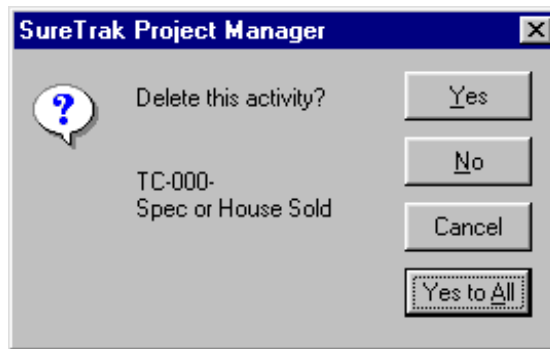 SureTrak Project Manager
Delete this activity?
TC-000-
Spec or House Sold
Yes
No
Cancel
Yes to All